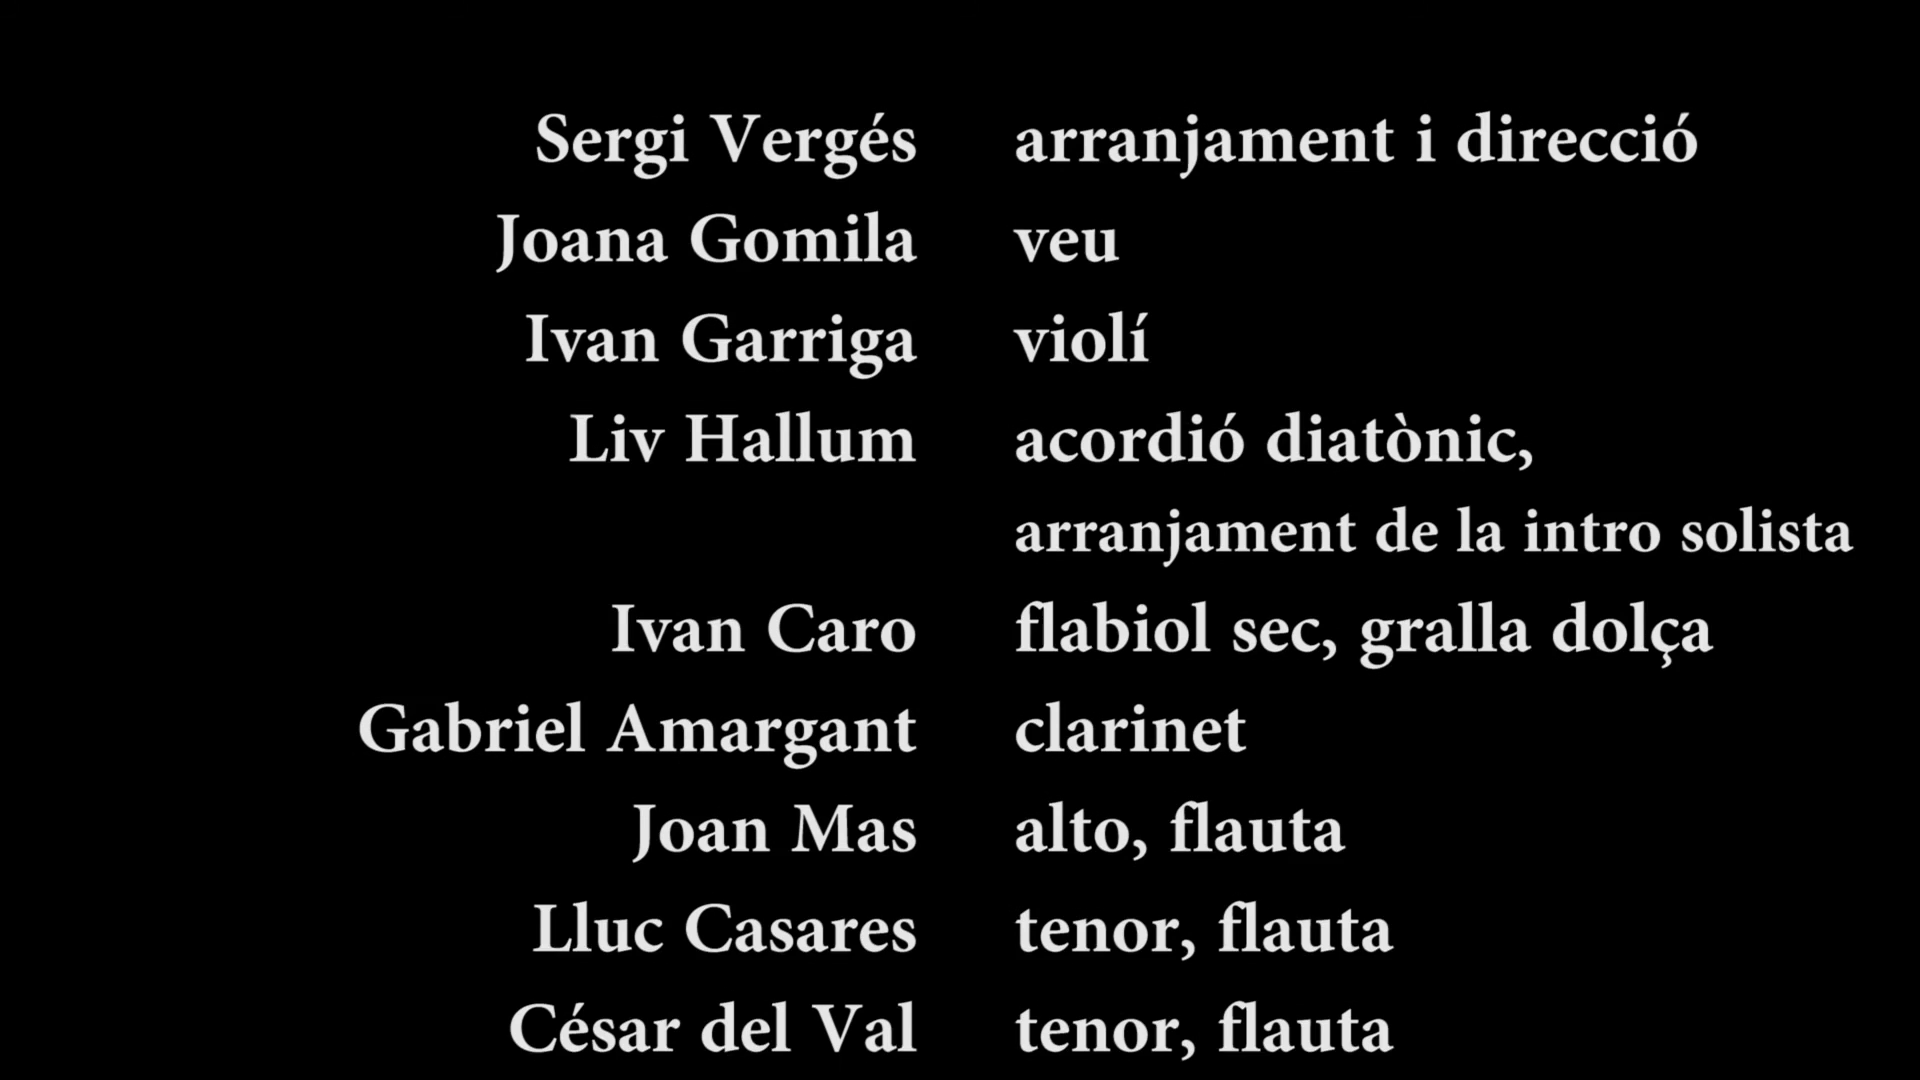 Sergi Vergés arranjament i direcció
Joana Gomila veu
Ivan Garriga violí
Liv Hallum acordió diatònic,
arranjament de la intro solista
Ivan Caro flabiol sec, gralla dolça
Gabriel Amargant clarinet
Joan Mas alto, flauta
Lluc Casares tenor, flauta
César del Val tenor, flauta